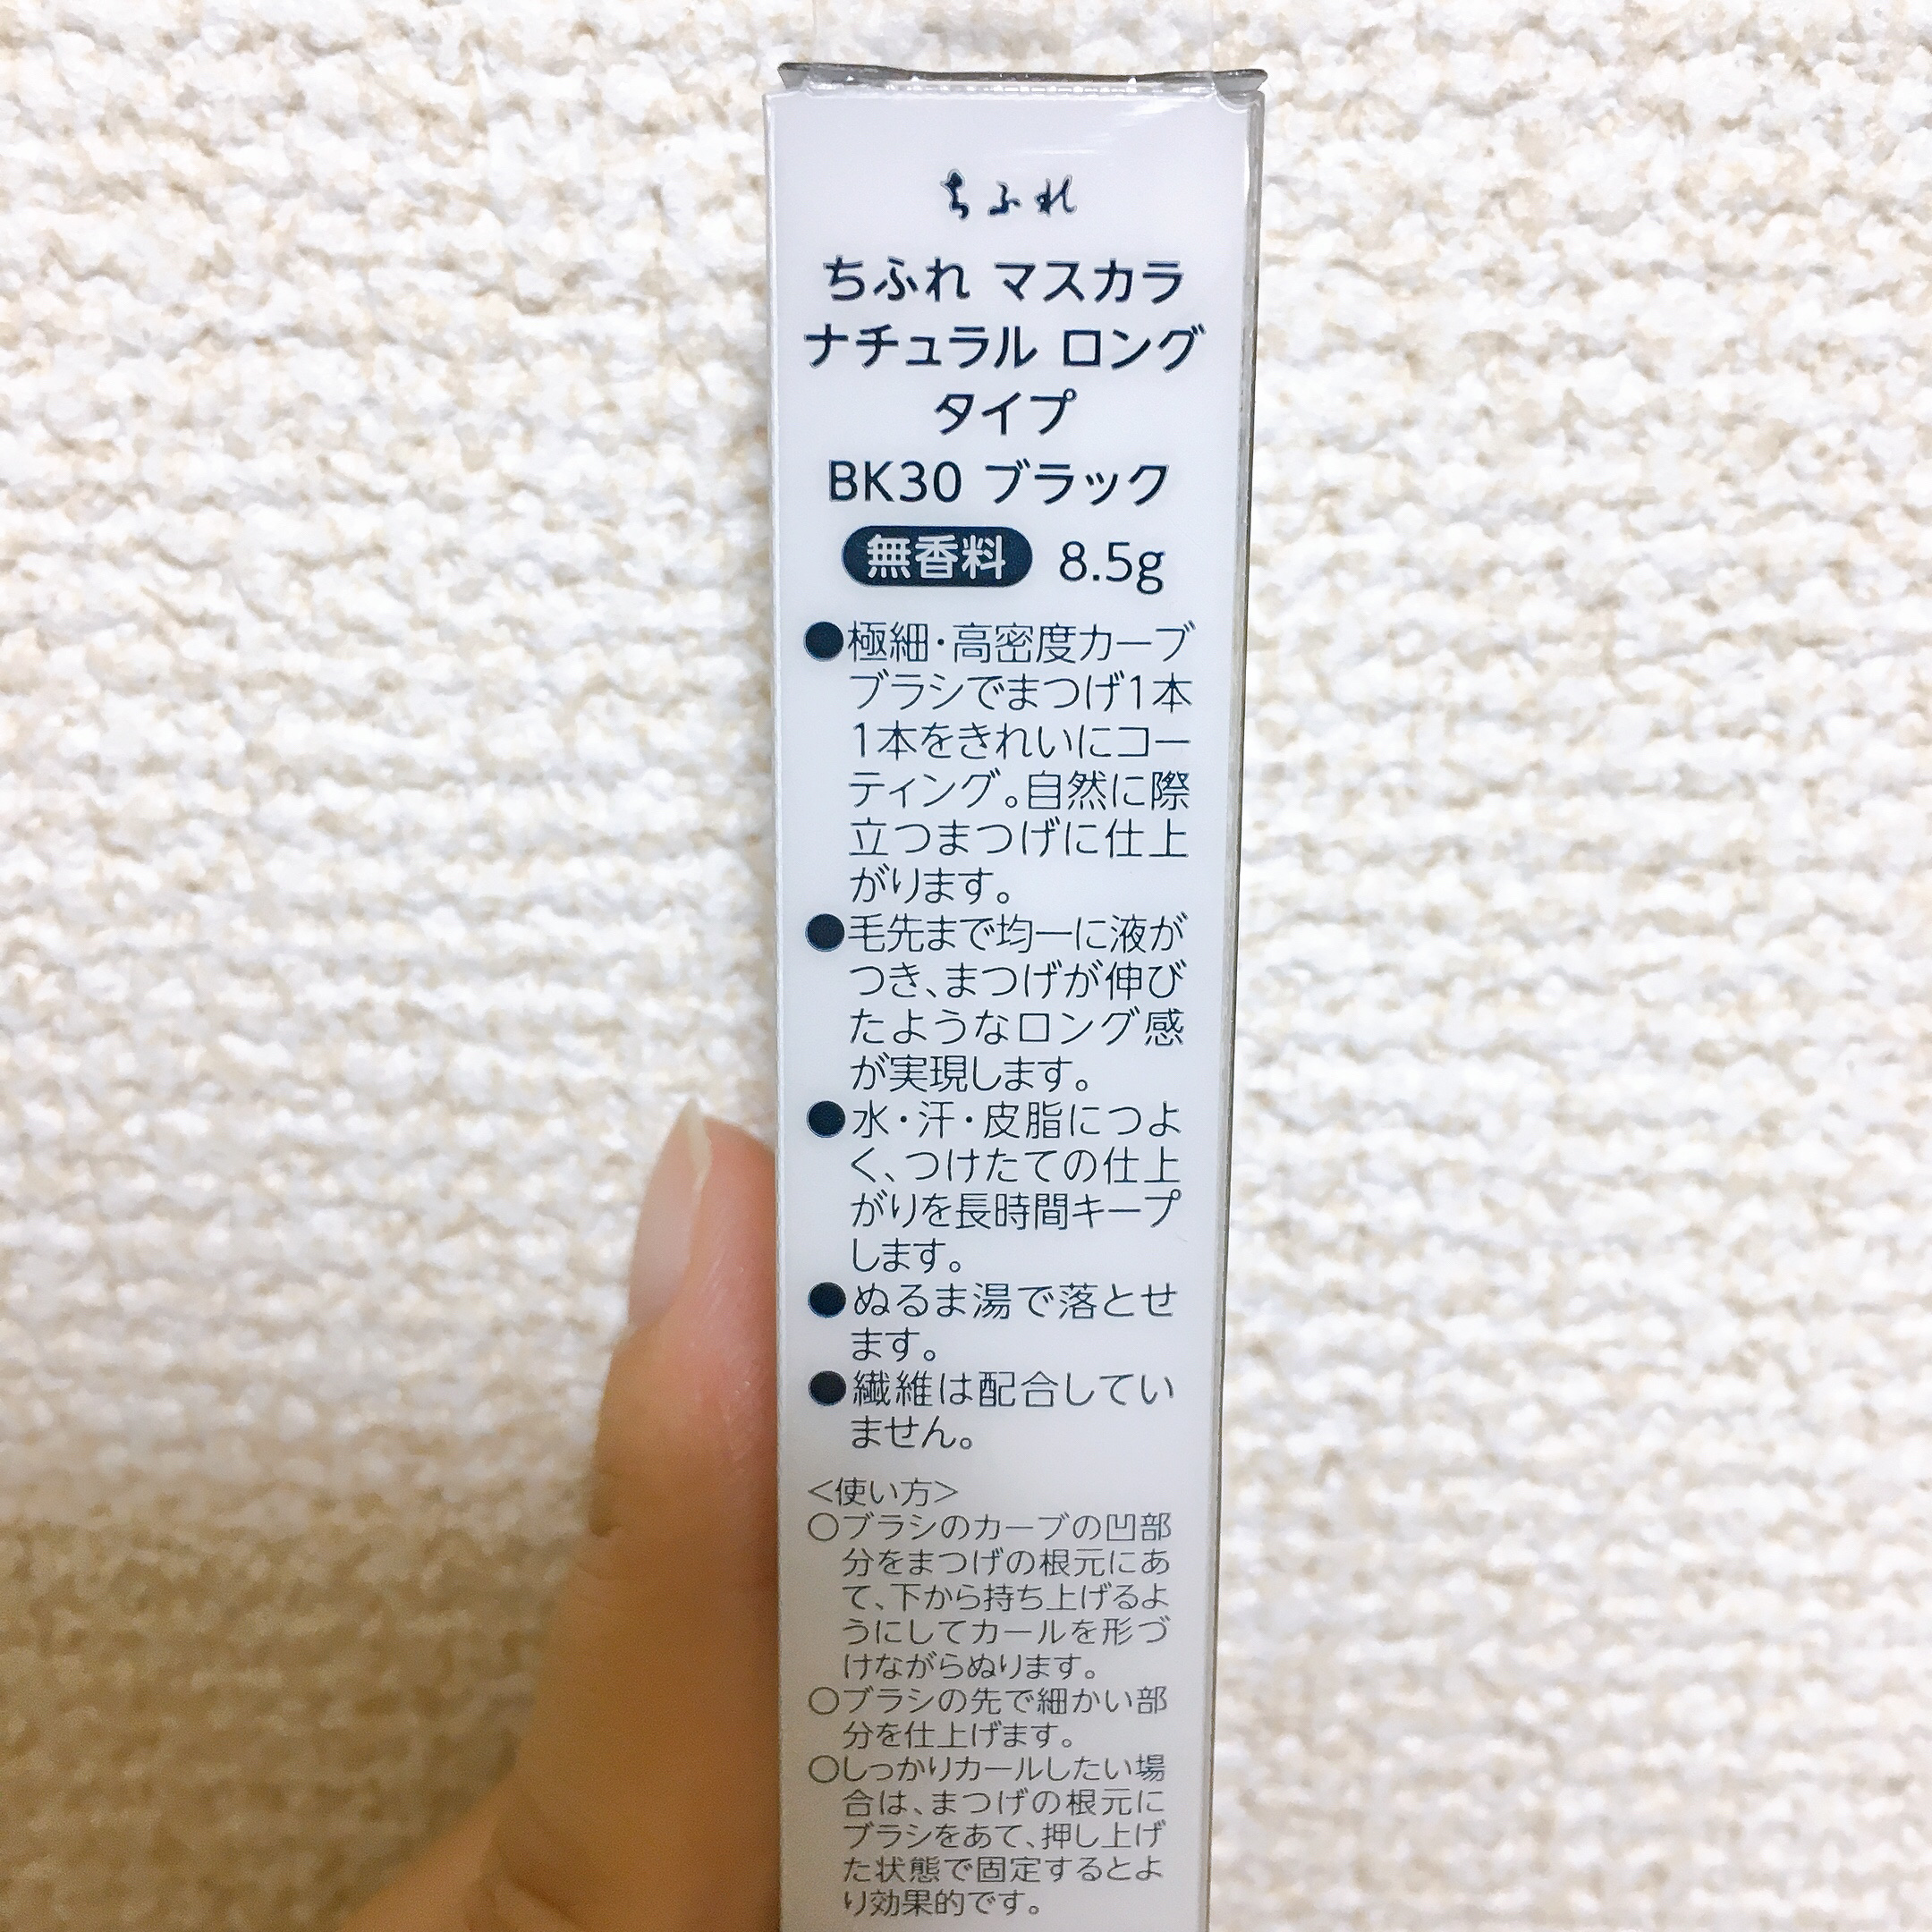 ちふれ
ちふれ マスカラ
ナチュラル ロング
タイプ
BK30 ブラック
無香料 8.5g
●極細・高密度カーブ
ブラシでまつげ1本
1本をきれいにコー
ティング。自然に際
立つまつげに仕上
がります。
●毛先まで均一に液が
つき、まつげが伸び
たようなロング感
が実現します。
●水・汗・皮脂につよ
く、つけたての仕上
がりを長時間キープ
します。
●ぬるま湯で落とせ
ます。
●繊維は配合してい
ません。
<使い方>
○ブラシのカーブの凹部
分をまつげの根元にあ
て、下から持ち上げるよ
うにしてカールを形づ
けながらぬります。
○ブラシの先で細かい部
分を仕上げます。
○しっかりカールしたい場
合は、まつげの根元に
ブラシをあて、押し上げ
た状態で固定するとよ
り効果的です。